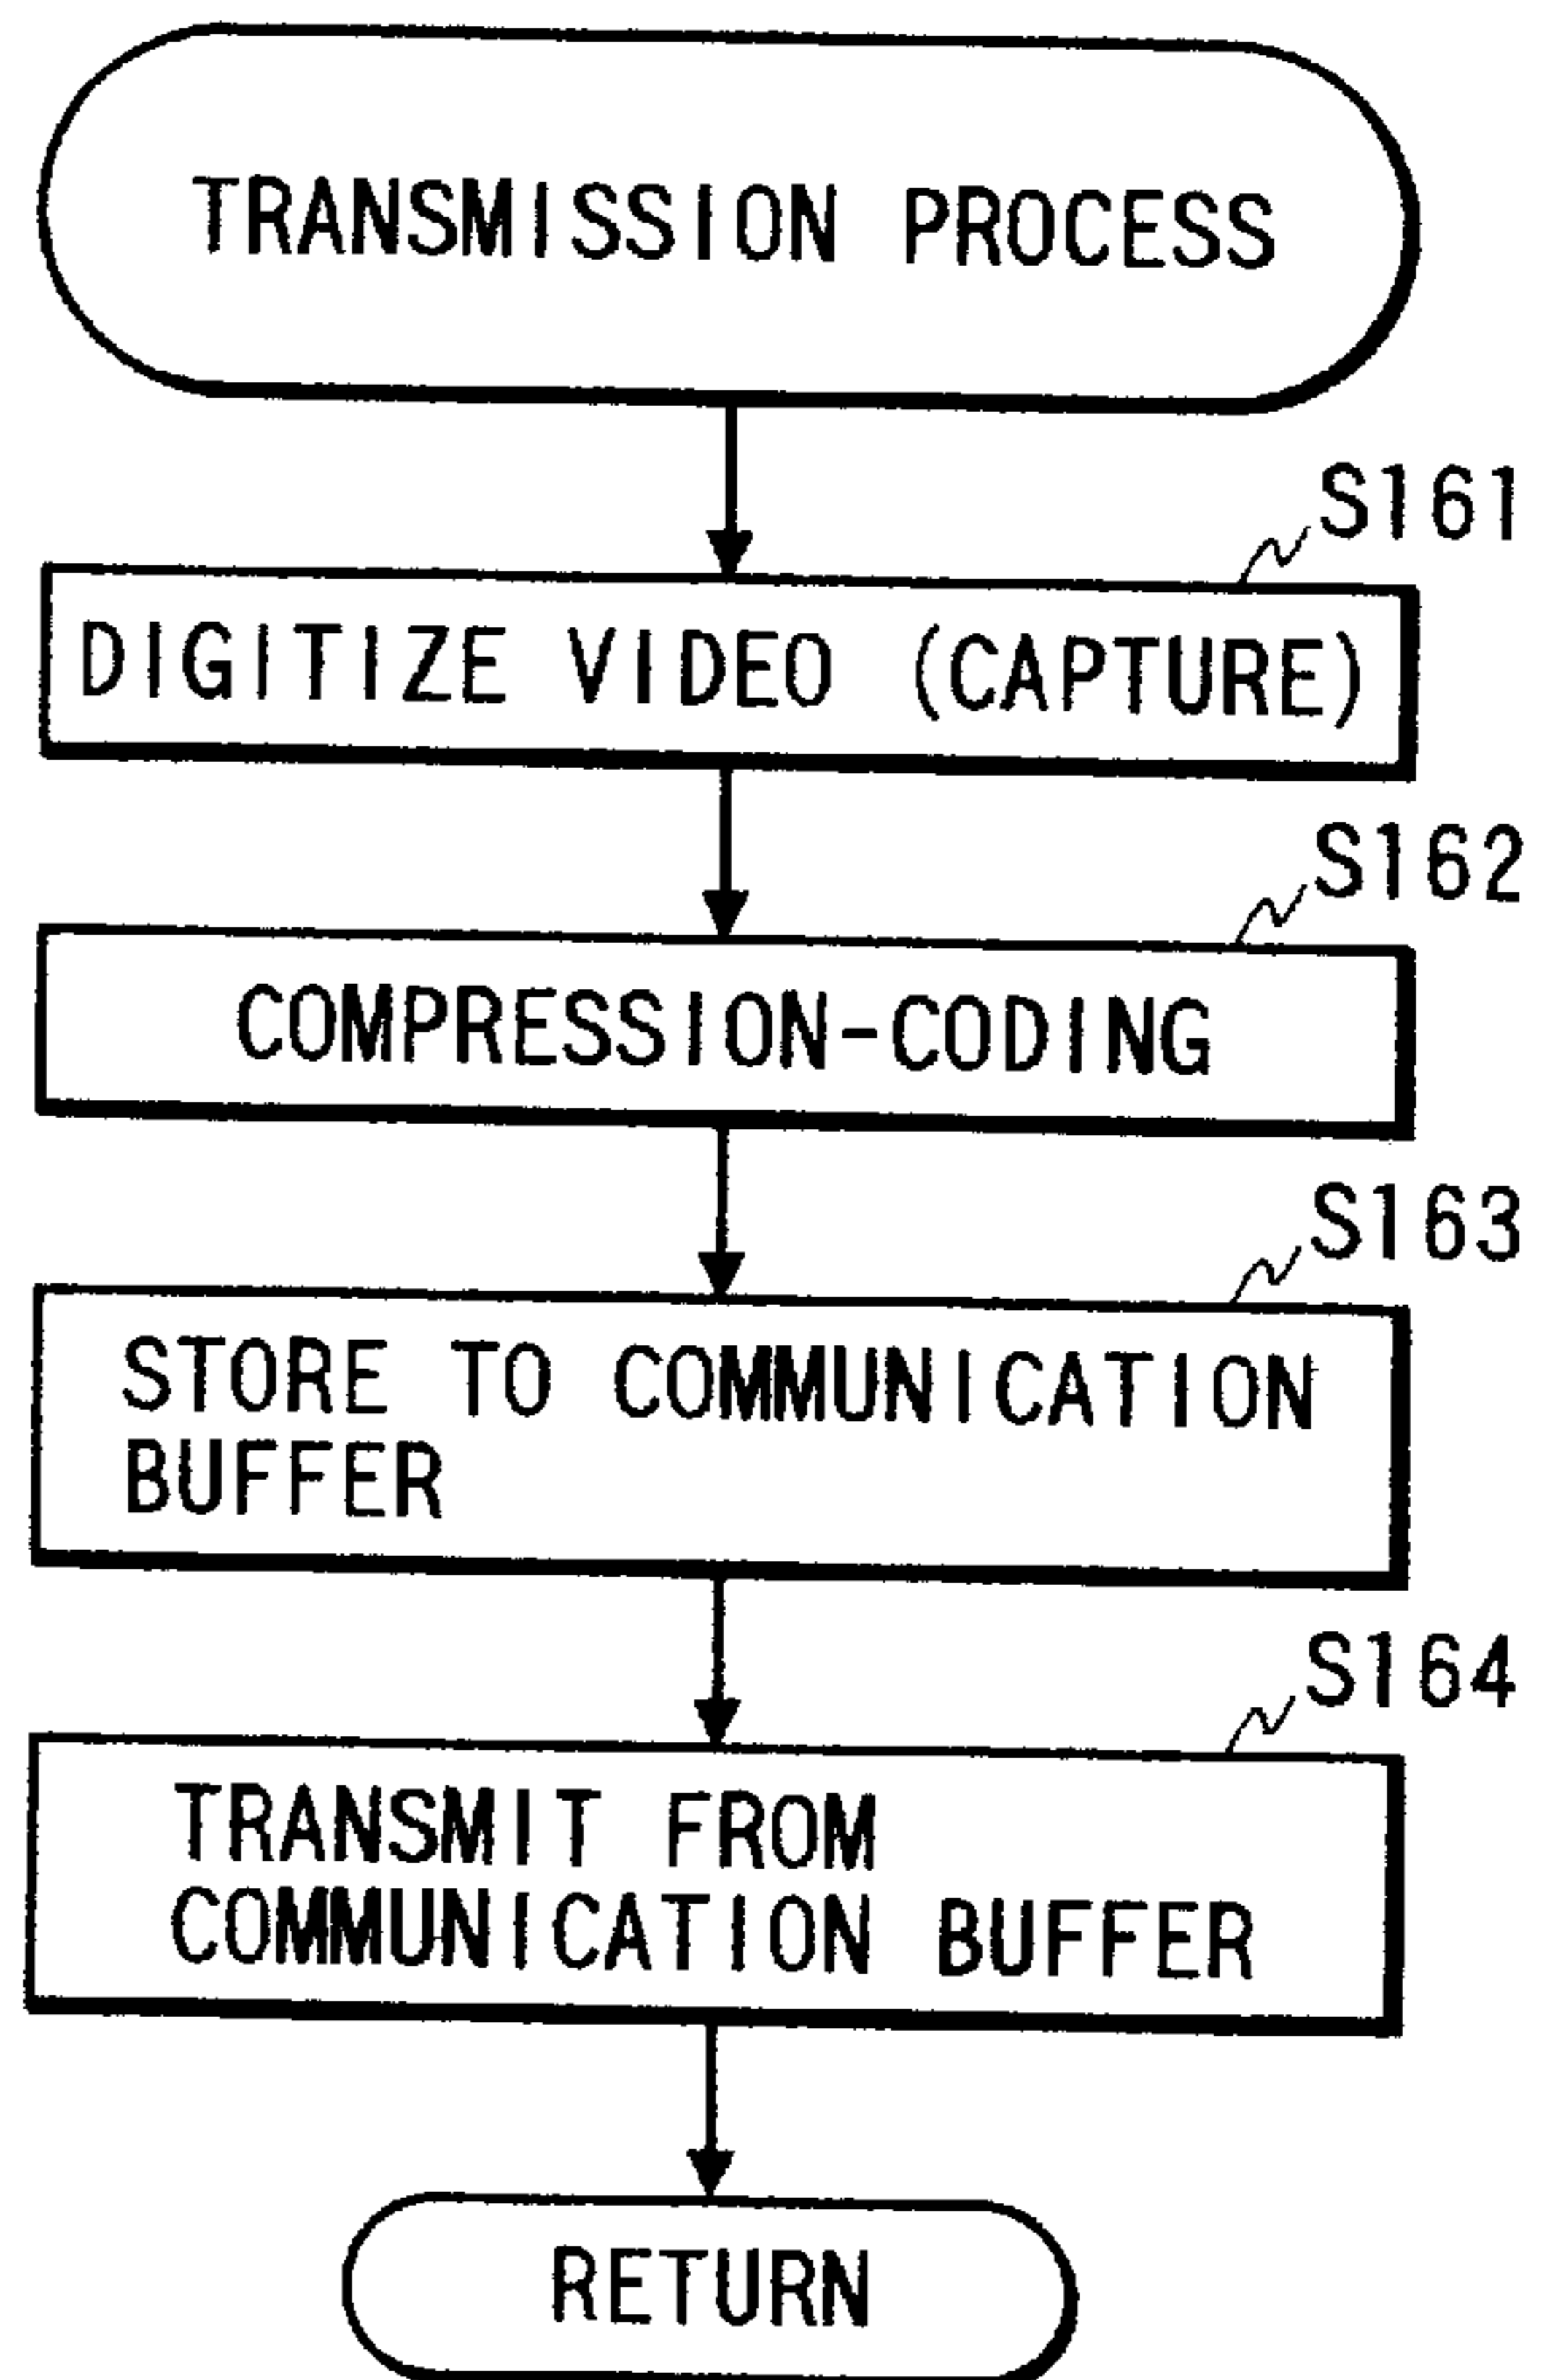 TRANSMISSION PROCESS
S161
DIGITIZE VIDEO (CAPTURE)
S162
COMPRESSION-CODING
S163
STORE TO COMMUNICATION
BUFFER
S164
TRANSMIT FROM
COMMUNICATION BUFFER
RETURN